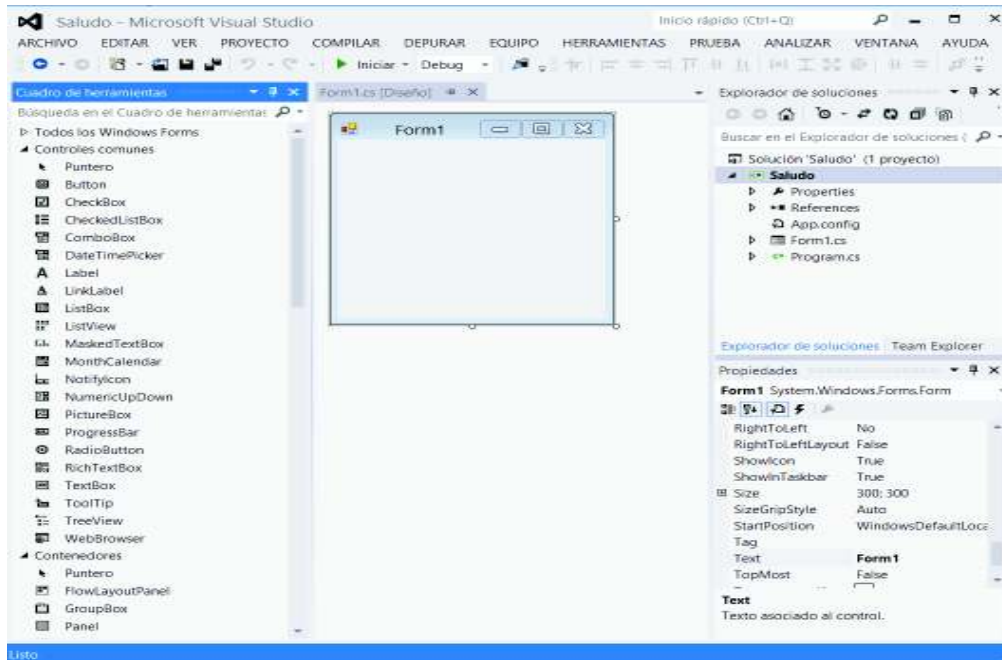 Saludo - Microsoft Visual Studio
Inicio rápido (Ctrl+Q)
ARCHIVO EDITAR VER PROYECTO COMPILAR DEPURAR EQUIPO HERRAMIENTAS PRUEBA ANALIZAR VENTANA AYUDA
Iniciar Debug
Cuadro de herramientas
Búsqueda en el Cuadro de herramientas
Todos los Windows Forms
Controles comunes
Puntero
Button
CheckBox
CheckedListBox
ComboBox
DateTimePicker
Label
LinkLabel
ListBox
ListView
MaskedTextBox
MonthCalendar
NotifyIcon
NumericUpDown
PictureBox
ProgressBar
RadioButton
RichTextBox
TextBox
ToolTip
TreeView
WebBrowser
Contenedores
Puntero
FlowLayoutPanel
GroupBox
Panel
Form1.cs [Diseño]
Form1
Explorador de soluciones
Buscar en el Explorador de soluciones (
Solución 'Saludo' (1 proyecto)
Saludo
Properties
References
App.config
Form1.cs
Program.cs
Explorador de soluciones Team Explorer
Propiedades
Form1 System.Windows.Forms.Form
RightToLeft No
RightToLeftLayout False
ShowIcon True
ShowInTaskbar True
Size 300; 300
SizeGripStyle Auto
StartPosition WindowsDefaultLoca
Tag
Text Form1
TopMost False
Text
Texto asociado al control.
Listo